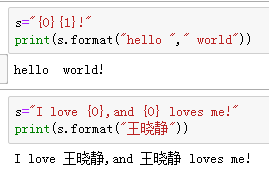 s="{0}{1}!"
print(s.format("hello "," world"))
hello  world!
s="I love {0},and {0} loves me!"
print(s.format("王晓静"))
I love 王晓静,and 王晓静 loves me!